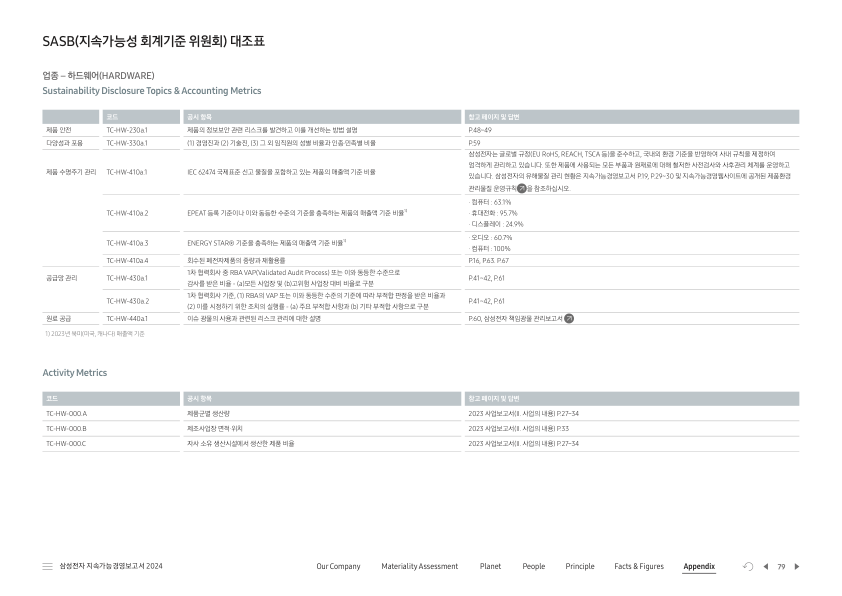 SASB(지속가능성 회계기준 위원회) 대조표
업종 – 하드웨어(HARDWARE)
Sustainability Disclosure Topics & Accounting Metrics
코드 공시 항목 참고 페이지 및 답변
제품 안전 TC-HW-230a.1 제품의 정보보안 관련 리스크를 발견하고 이를 개선하는 방법 설명 P.48~49
다양성과 포용 TC-HW-330a.1 (1) 경영진과 (2) 기술진, (3) 그 외 임직원의 성별 비율과 인종·민족별 비율 P.59
제품 수명주기 관리 TC-HW-410a.1 IEC 62474 국제표준 신고 물질을 포함하고 있는 제품의 매출액 기준 비율
삼성전자는 글로벌 규정(EU RoHS, REACH, TSCA 등)을 준수하고, 국내외 환경 기준을 반영하여 사내 규칙을 제정하여
엄격하게 관리하고 있습니다. 또한 제품에 사용되는 모든 부품과 원재료에 대해 철저한 사전검사와 사후관리 체계를 운영하고
있습니다. 삼성전자의 유해물질 관리 현황은 지속가능경영보고서 P.19, P.29~30 및 지속가능경영웹사이트에 공개된 제품환경
관리물질 운영규칙을 참조하십시오.
TC-HW-410a.2 EPEAT 등록 기준이나 이와 동등한 수준의 기준을 충족하는 제품의 매출액 기준 비율1)
· 컴퓨터 : 63.1%
· 휴대전화 : 95.7%
· 디스플레이 : 24.9%
TC-HW-410a.3 ENERGY STAR® 기준을 충족하는 제품의 매출액 기준 비율1)
· 오디오 : 60.7%
· 컴퓨터 : 100%
TC-HW-410a.4 회수된 폐전자제품의 중량과 재활용률 P.16, P.63, P.67
공급망 관리 TC-HW-430a.1 1차 협력회사 중 RBA VAP(Validated Audit Process) 또는 이와 동등한 수준으로
감사를 받은 비율 - (a)모든 사업장 및 (b)고위험 사업장 대비 비율로 구분 P.41~42, P.61
TC-HW-430a.2 1차 협력회사 기준, (1) RBA의 VAP 또는 이와 동등한 수준의 기준에 따라 부적합 판정을 받은 비율과
(2) 이를 시정하기 위한 조치의 실행률 - (a) 주요 부적합 사항과 (b) 기타 부적합 사항으로 구분 P.41~42, P.61
원료 공급 TC-HW-440a.1 이슈 광물의 사용과 관련된 리스크 관리에 대한 설명 P.60, 삼성전자 책임광물 관리보고서
1) 2023년 북미(미국, 캐나다) 매출액 기준
Activity Metrics
코드 공시 항목 참고 페이지 및 답변
TC-HW-000.A 제품군별 생산량 2023 사업보고서(II. 사업의 내용) P.27~34
TC-HW-000.B 제조사업장 면적·위치 2023 사업보고서(II. 사업의 내용) P.33
TC-HW-000.C 자사 소유 생산시설에서 생산한 제품 비율 2023 사업보고서(II. 사업의 내용) P.27~34
삼성전자 지속가능경영보고서 2024 Our Company Materiality Assessment Planet People Principle Facts & Figures Appendix 79